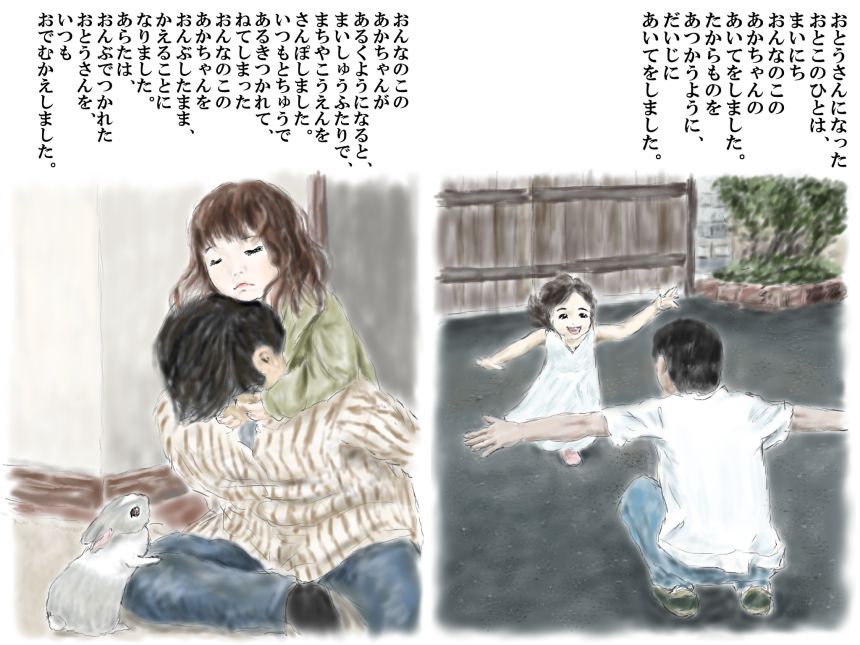 おとうさんになった
おとこのひとは、
まいにち
おんなのこの
あかちゃんの
あいてをしました。
たからものを
あつかうように、
だいじに
あいてをしました。
おんなのこの
あかちゃんが
あるくようになると、
まいしゅうふたりで、
まちやこうえんを
さんぽしました。
いつもとちゅうで
あるきつかれて、
ねてしまった
おんなのこの
あかちゃんを
おんぶしたまま、
かえることに
なりました。
あらたは、
おんぶでつかれた
おとうさんを、
いつも
おでむかえしました。